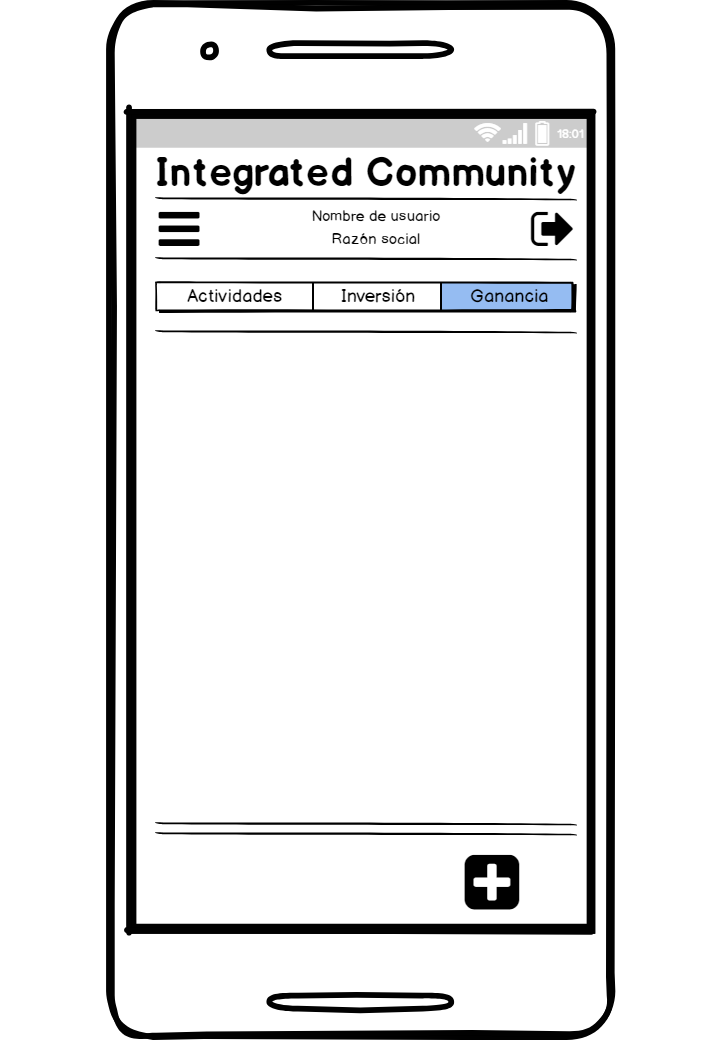 18:01
Integrated Community
Nombre de usuario
Razón social
Actividades Inversión Ganancia